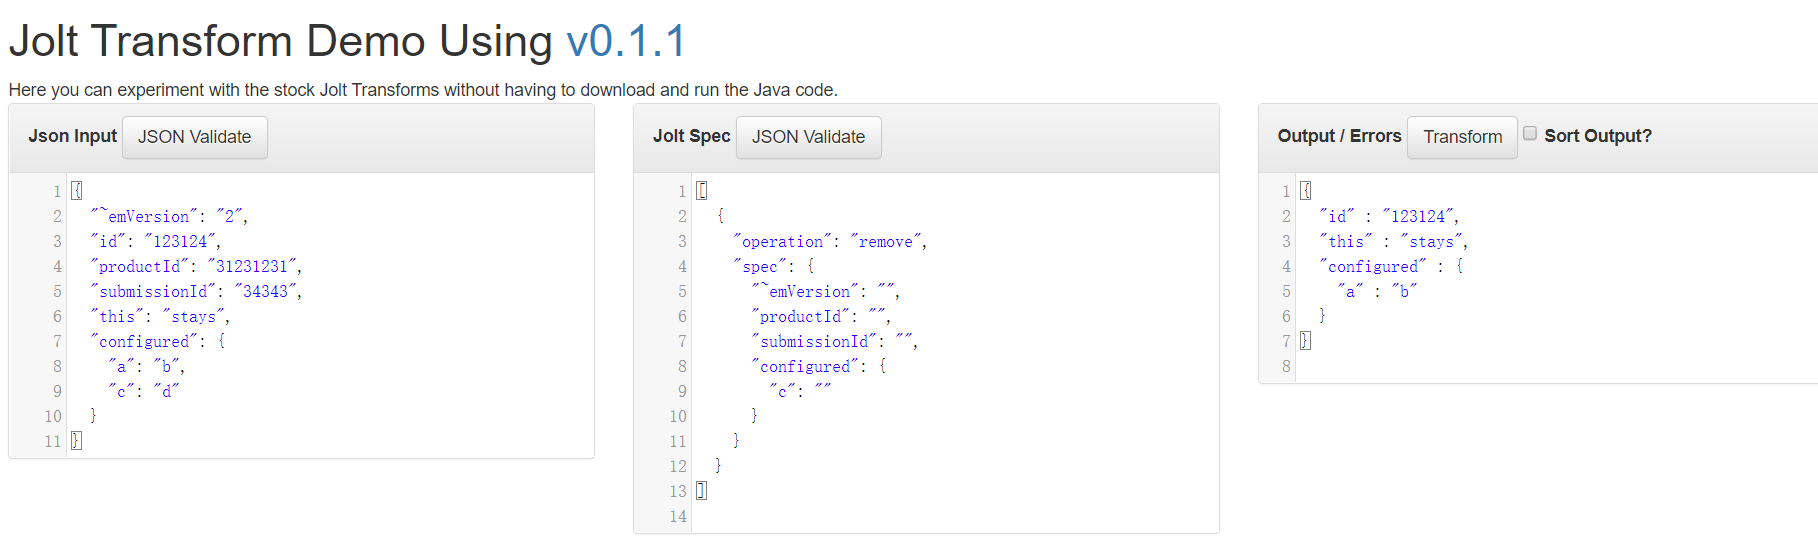 Jolt Transform Demo Using v0.1.1
Here you can experiment with the stock Jolt Transforms without having to download and run the Java code.
Json Input JSON Validate
1 {
2 "~emVersion": "2",
3 "id": "123124",
4 "productId": "31231231",
5 "submissionId": "34343",
6 "this": "stays",
7 "configured": {
8 "a": "b",
9 "c": "d"
10 }
11 }
Jolt Spec JSON Validate
1 [
2 {
3 "operation": "remove",
4 "spec": {
5 "~emVersion": "",
6 "productId": "",
7 "submissionId": "",
8 "configured": {
9 "c": ""
10 }
11 }
12 }
13 ]
14
Output / Errors Transform Sort Output?
1 {
2 "id" : "123124",
3 "this" : "stays",
4 "configured" : {
5 "a" : "b"
6 }
7 }
8